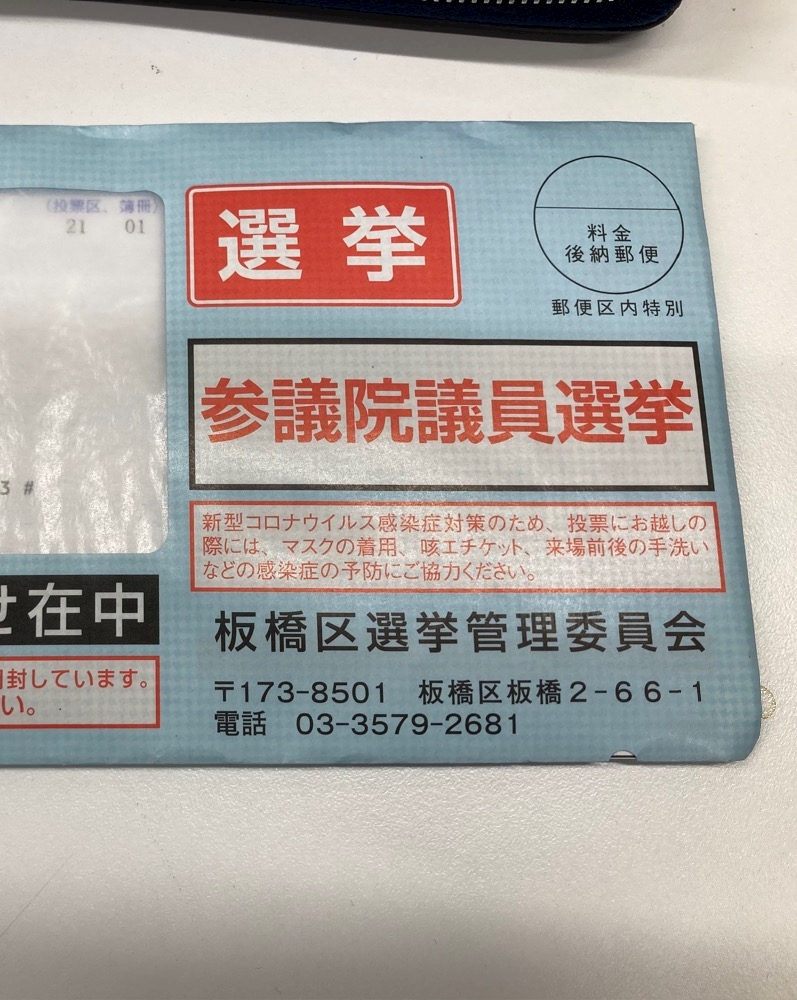 (投票区、簿冊)
21 01
3 #
せ在中
封しています。
い。
選挙
料金
後納郵便
郵便区内特別
参議院議員選挙
新型コロナウイルス感染症対策のため、投票にお越しの
際には、マスクの着用、咳エチケット、来場前後の手洗い
などの感染症の予防にご協力ください。
板橋区選挙管理委員会
〒173-8501 板橋区板橋2-66-1
電話 03-3579-2681